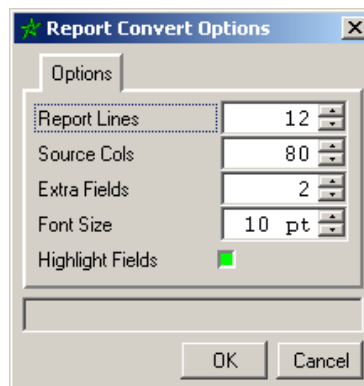 Report Convert Options
Options
Report Lines 12
Source Cols 80
Extra Fields 2
Font Size 10 pt
Highlight Fields
OK Cancel